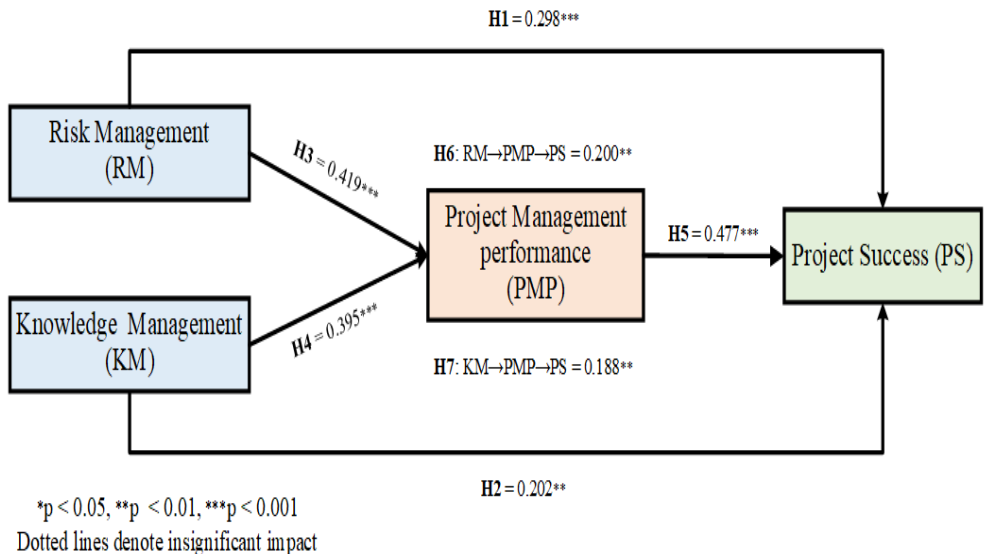 H1 = 0.298***
Risk Management
(RM)
H3 = 0.419***
H6: RM→PMP→PS = 0.200**
Project Management
performance
(PMP)
H5 = 0.477***
Project Success (PS)
Knowledge Management
(KM)
H4 = 0.395***
H7: KM→PMP→PS = 0.188**
H2 = 0.202**
*p < 0.05, **p < 0.01, ***p < 0.001
Dotted lines denote insignificant impact